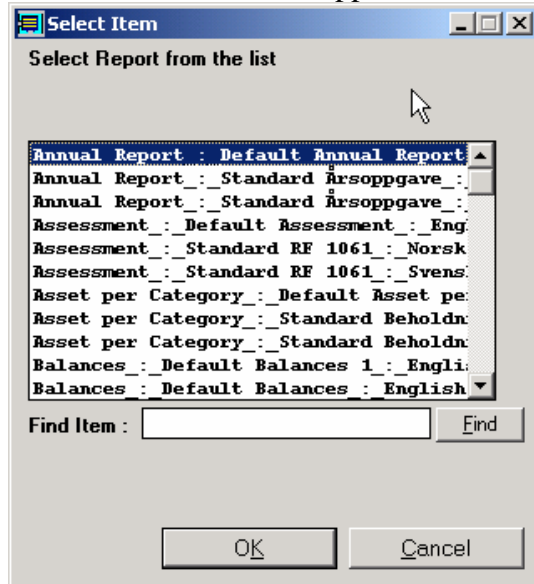 Select Item
Select Report from the list
Annual Report : Default Annual Report
Annual Report_:_Standard Årsoppgave_:_
Annual Report_:_Standard Årsoppgave_:_
Assessment_:_Default Assessment_:_Eng
Assessment_:_Standard RF 1061_:_Norsk
Assessment_:_Standard RF 1061_:_Svens
Asset per Category_:_Default Asset pe
Asset per Category_:_Standard Beholdn
Asset per Category_:_Standard Beholdn
Balances_:_Default Balances 1_:_Engli
Balances_:_Default Balances_:_English
Find Item : Find
OK Cancel